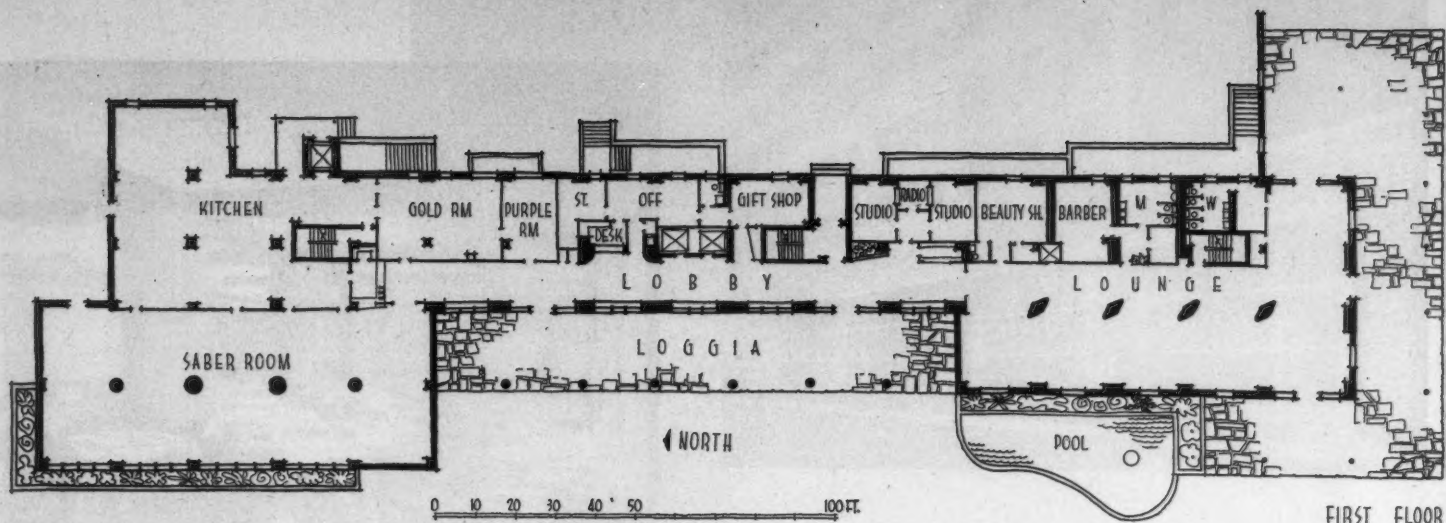 KITCHEN
GOLD RM.
PURPLE
RM
ST.
OFF
DESK
GIFT SHOP
STUDIO
RADIO
STUDIO
BEAUTY SH.
BARBER
M
W
LOBBY
LOUNGE
SABER ROOM
LOGGIA
NORTH
POOL
0 10 20 30 40 50 100 FT.
FIRST FLOOR